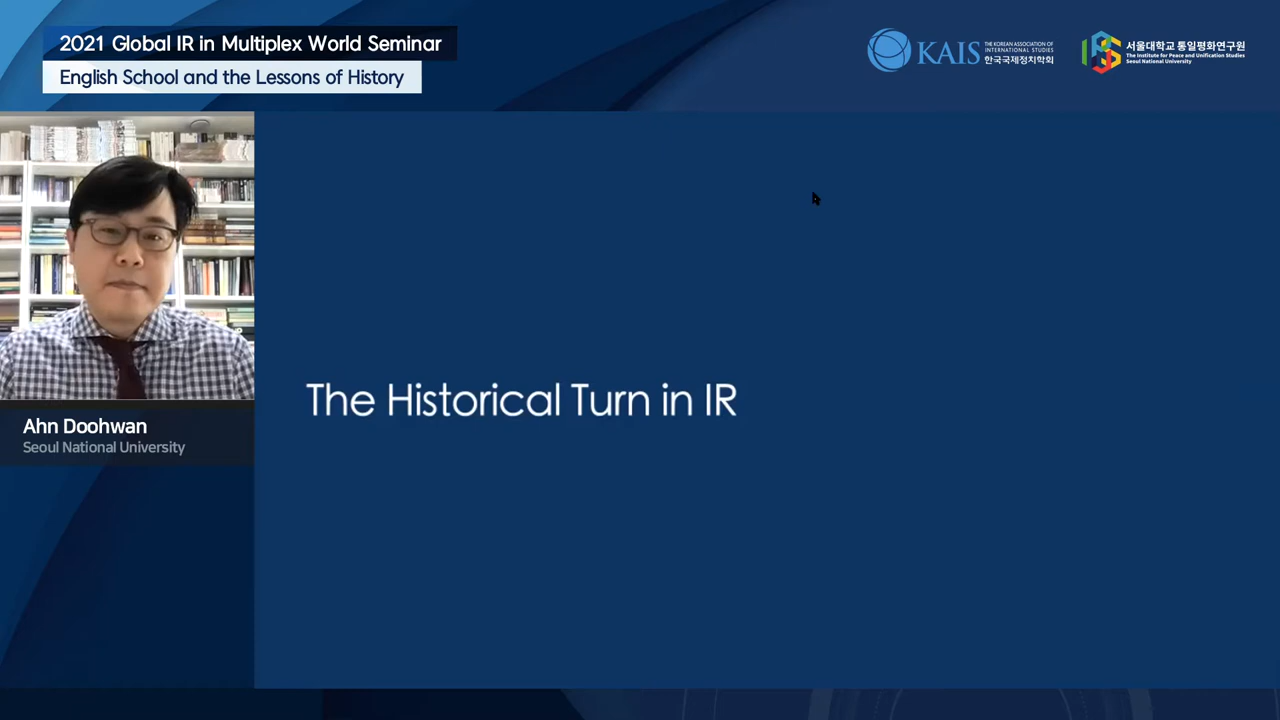 2021 Global IR in Multiplex World Seminar
English School and the Lessons of History
KAIS
THE KOREAN ASSOCIATION OF
INTERNATIONAL STUDIES
한국국제정치학회
IPUS
서울대학교 통일평화연구원
The Institute for Peace and Unification Studies
Seoul National University
Ahn Doohwan
Seoul National University
The Historical Turn in IR